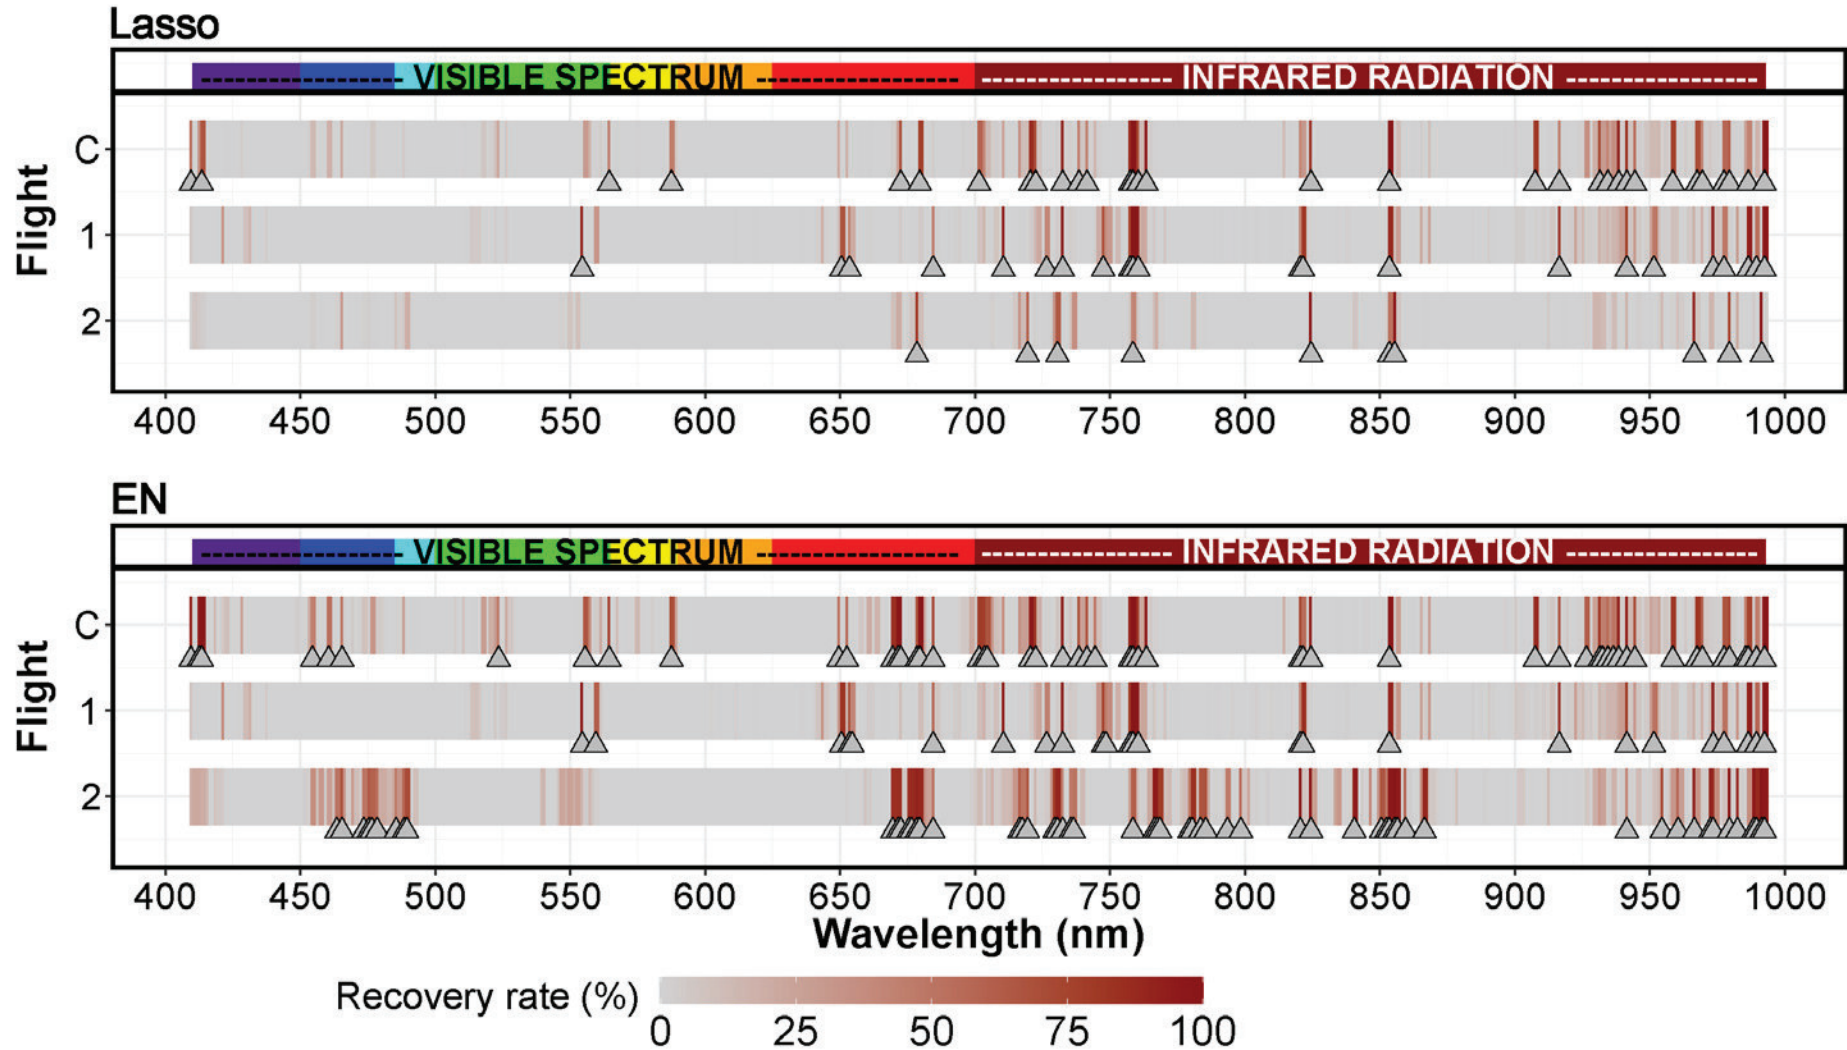 Lasso
VISIBLE SPECTRUM INFRARED RADIATION
Flight
C
1
2
400 450 500 550 600 650 700 750 800 850 900 950 1000
EN
VISIBLE SPECTRUM INFRARED RADIATION
Flight
C
1
2
400 450 500 550 600 650 700 750 800 850 900 950 1000
Wavelength (nm)
Recovery rate (%)
0 25 50 75 100